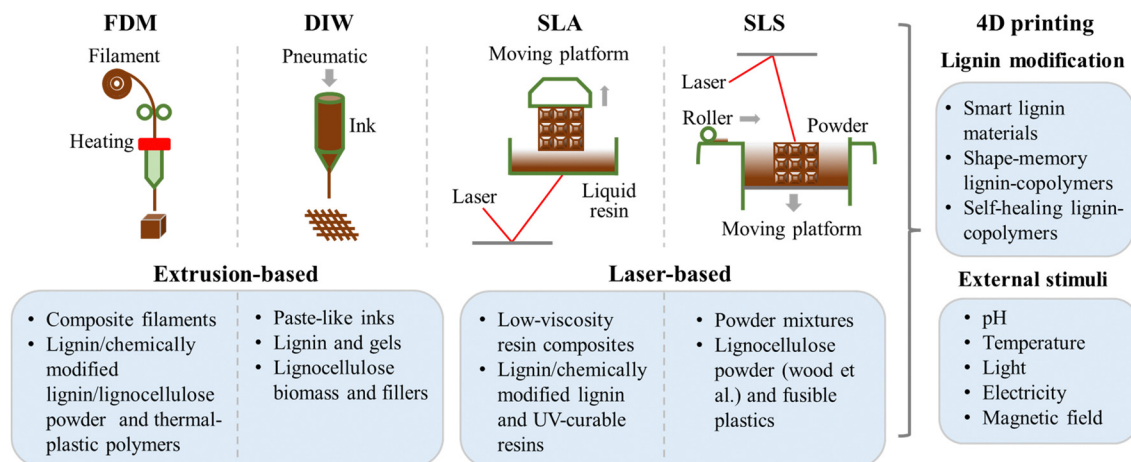 FDM
Filament
Heating
DIW
Pneumatic
Ink
Extrusion-based
• Composite filaments
• Lignin/chemically
modified
lignin/lignocellulose
powder and thermal-
plastic polymers
• Paste-like inks
• Lignin and gels
• Lignocellulose
biomass and fillers
SLA
Moving platform
Laser
Liquid
resin
SLS
Laser
Roller
Powder
Moving platform
Laser-based
• Low-viscosity
resin composites
• Lignin/chemically
modified lignin
and UV-curable
resins
• Powder mixtures
• Lignocellulose
powder (wood et
al.) and fusible
plastics
4D printing
Lignin modification
• Smart lignin
materials
• Shape-memory
lignin-copolymers
• Self-healing lignin-
copolymers
External stimuli
• pH
• Temperature
• Light
• Electricity
• Magnetic field